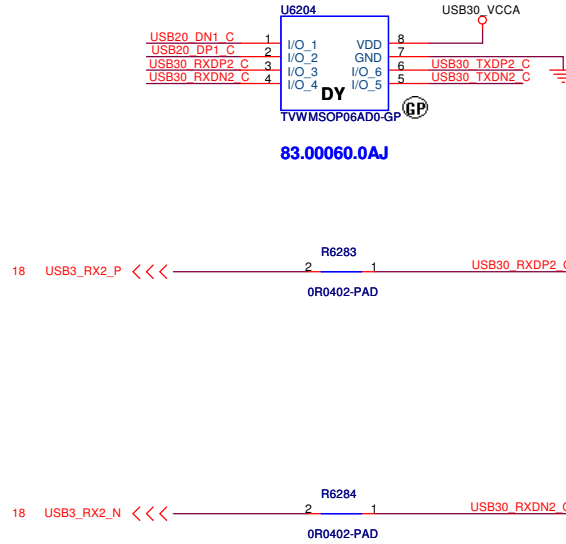 U6204
USB30_VCCA
USB20_DN1_C 1 I/O_1 VDD 8
USB20_DP1_C 2 I/O_2 GND 7
USB30_RXDP2_C 3 I/O_3 I/O_6 6 USB30_TXDP2_C
USB30_RXDN2_C 4 I/O_4 I/O_5 5 USB30_TXDN2_C
DY
TVWMSOP06AD0-GP
GP
83.00060.0AJ
R6283
18 USB3_RX2_P 2 1 USB30_RXDP2_C
0R0402-PAD
R6284
18 USB3_RX2_N 2 1 USB30_RXDN2_C
0R0402-PAD